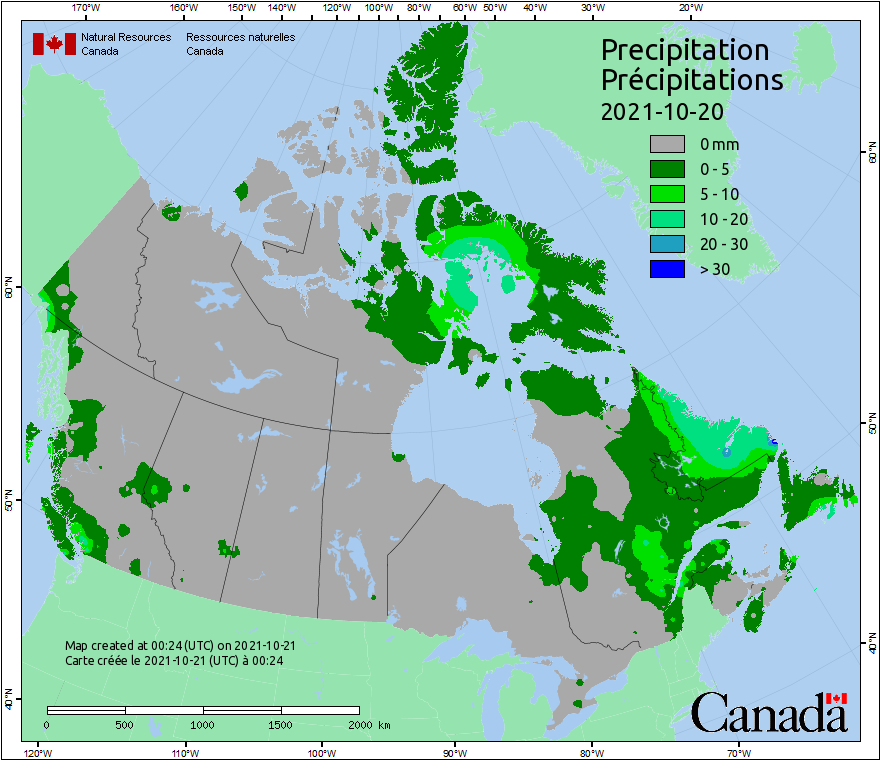 170°W 160°W 150°W 140°W 120°W 100°W 80°W 60°W 50°W 40°W 30°W 20°W
Natural Resources Ressources naturelles
Canada Canada
Precipitation
Précipitations
2021-10-20
0 mm
0 - 5
5 - 10
10 - 20
20 - 30
> 30
60°N
60°N
50°N
50°N
40°N
40°N
Map created at 00:24 (UTC) on 2021-10-21
Carte créée le 2021-10-21 (UTC) à 00:24
0 500 1000 1500 2000 km
Canada
120°W 110°W 100°W 90°W 80°W 70°W